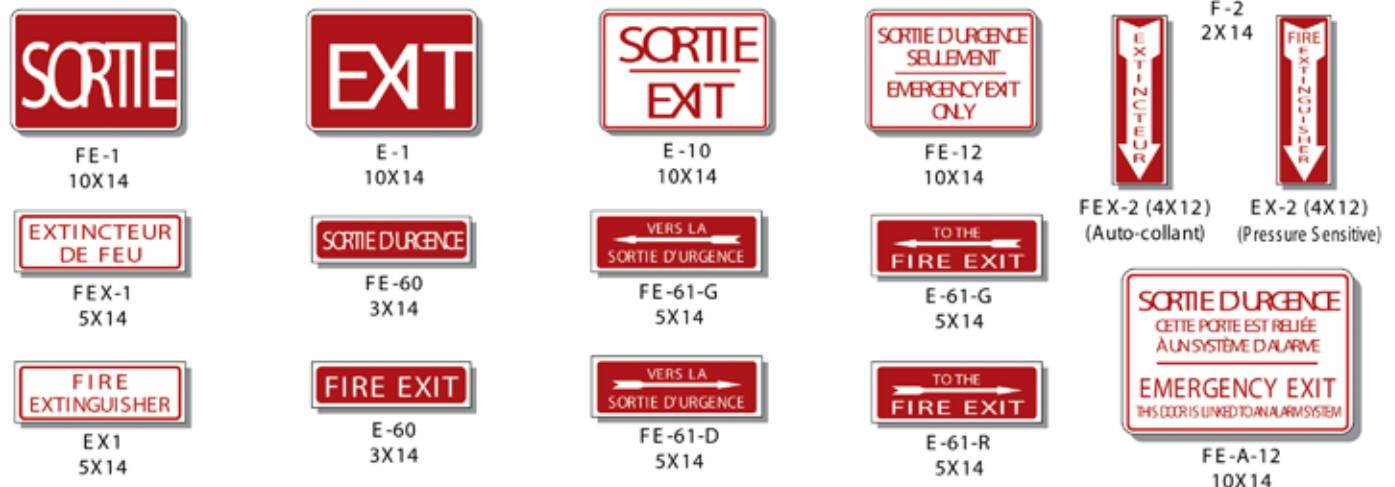 SORTIE
FE-1
10X14
EXIT
E-1
10X14
SORTIE
EXIT
E-10
10X14
SORTIE D'URGENCE
SEULEMENT
EMERGENCY EXIT
ONLY
FE-12
10X14
EXTINCTEUR
FEX-2 (4X12)
(Auto-collant)
F-2
2X14
FIRE EXTINGUISHER
EX-2 (4X12)
(Pressure Sensitive)
EXTINCTEUR
DE FEU
FEX-1
5X14
SORTIE D'URGENCE
FE-60
3X14
VERS LA
SORTIE D'URGENCE
FE-61-G
5X14
TO THE
FIRE EXIT
E-61-G
5X14
FIRE
EXTINGUISHER
EX1
5X14
FIRE EXIT
E-60
3X14
VERS LA
SORTIE D'URGENCE
FE-61-D
5X14
TO THE
FIRE EXIT
E-61-R
5X14
SORTIE D'URGENCE
CETTE PORTE EST RELIÉE
À UN SYSTÈME D'ALARME
EMERGENCY EXIT
THIS DOOR IS LINKED TO AN ALARM SYSTEM
FE-A-12
10X14